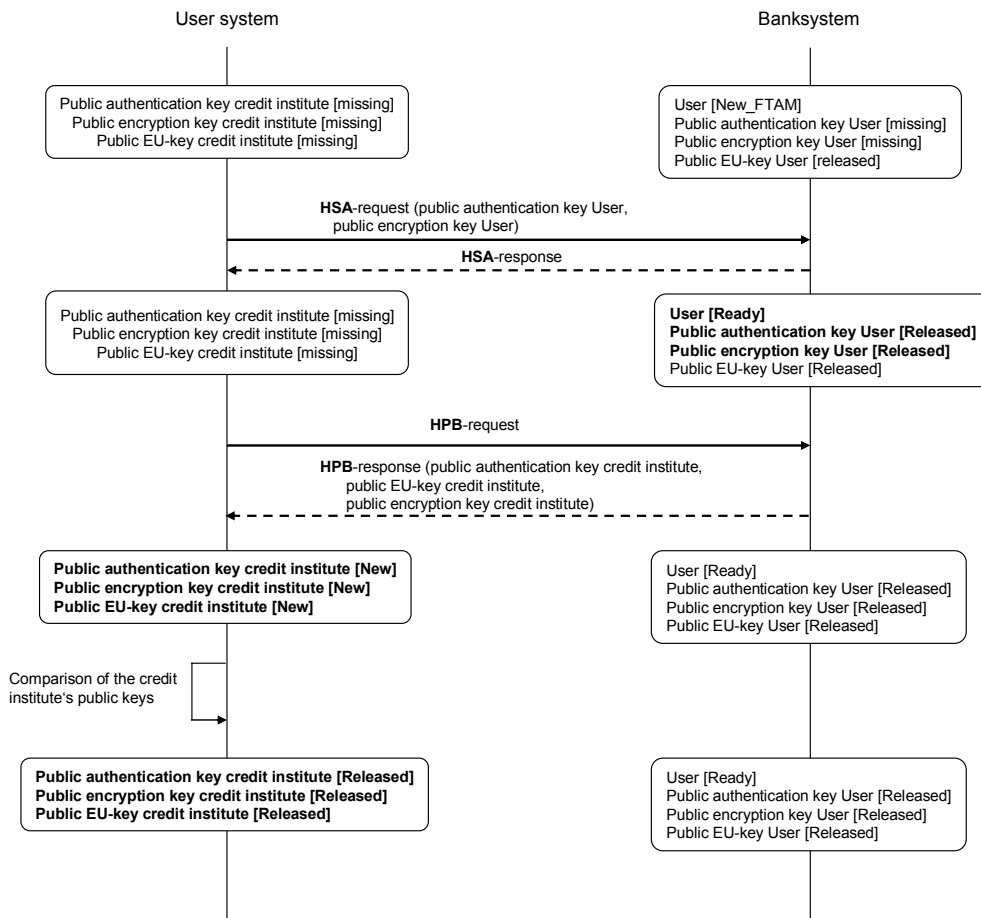 User system
Banksystem
Public authentication key credit institute [missing]
Public encryption key credit institute [missing]
Public EU-key credit institute [missing]
User [New_FTAM]
Public authentication key User [missing]
Public encryption key User [missing]
Public EU-key User [released]
HSA-request (public authentication key User,
public encryption key User)
HSA-response
Public authentication key credit institute [missing]
Public encryption key credit institute [missing]
Public EU-key credit institute [missing]
User [Ready]
Public authentication key User [Released]
Public encryption key User [Released]
Public EU-key User [Released]
HPB-request
HPB-response (public authentication key credit institute,
public EU-key credit institute,
public encryption key credit institute)
Public authentication key credit institute [New]
Public encryption key credit institute [New]
Public EU-key credit institute [New]
User [Ready]
Public authentication key User [Released]
Public encryption key User [Released]
Public EU-key User [Released]
Comparison of the credit
institute‘s public keys
Public authentication key credit institute [Released]
Public encryption key credit institute [Released]
Public EU-key credit institute [Released]
User [Ready]
Public authentication key User [Released]
Public encryption key User [Released]
Public EU-key User [Released]